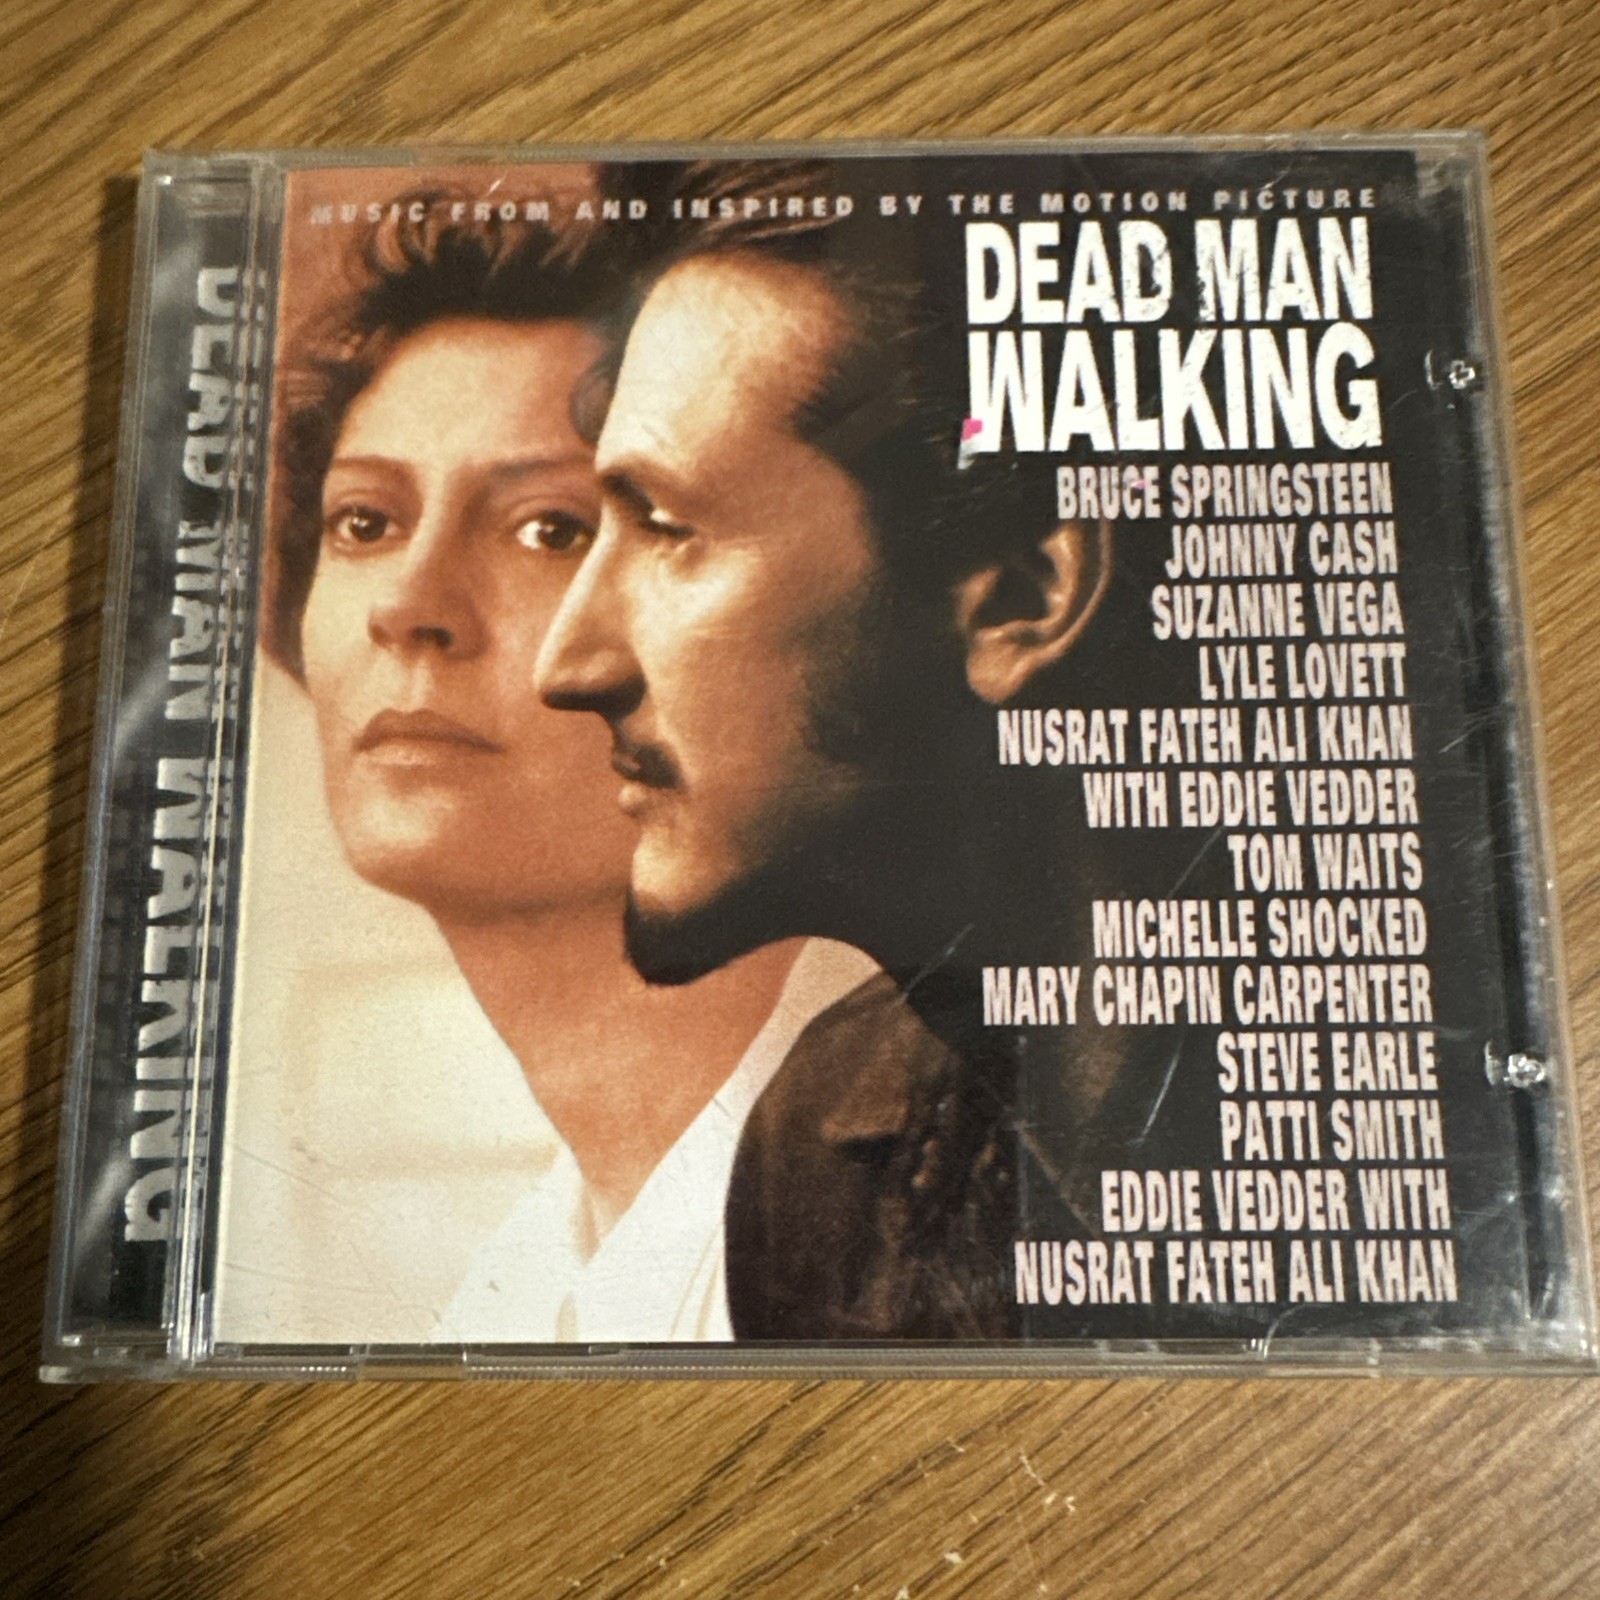 MUSIC FROM AND INSPIRED BY THE MOTION PICTURE
DEAD MAN
WALKING
BRUCE SPRINGSTEEN
JOHNNY CASH
SUZANNE VEGA
LYLE LOVETT
NUSRAT FATEH ALI KHAN
WITH EDDIE VEDDER
TOM WAITS
MICHELLE SHOCKED
MARY CHAPIN CARPENTER
STEVE EARLE
PATTI SMITH
EDDIE VEDDER WITH
NUSRAT FATEH ALI KHAN
DEAD MAN WALKING